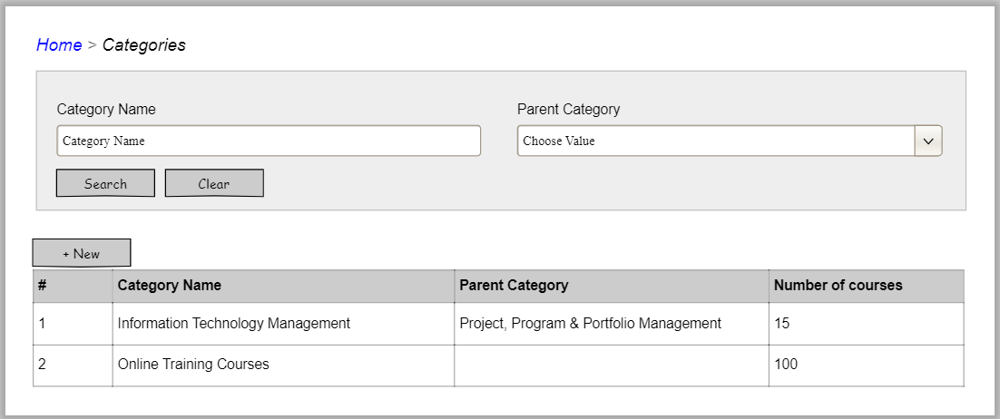 Home > Categories
Category Name Parent Category
Category Name Choose Value
Search Clear
+ New
# Category Name Parent Category Number of courses
1 Information Technology Management Project, Program & Portfolio Management 15
2 Online Training Courses 100